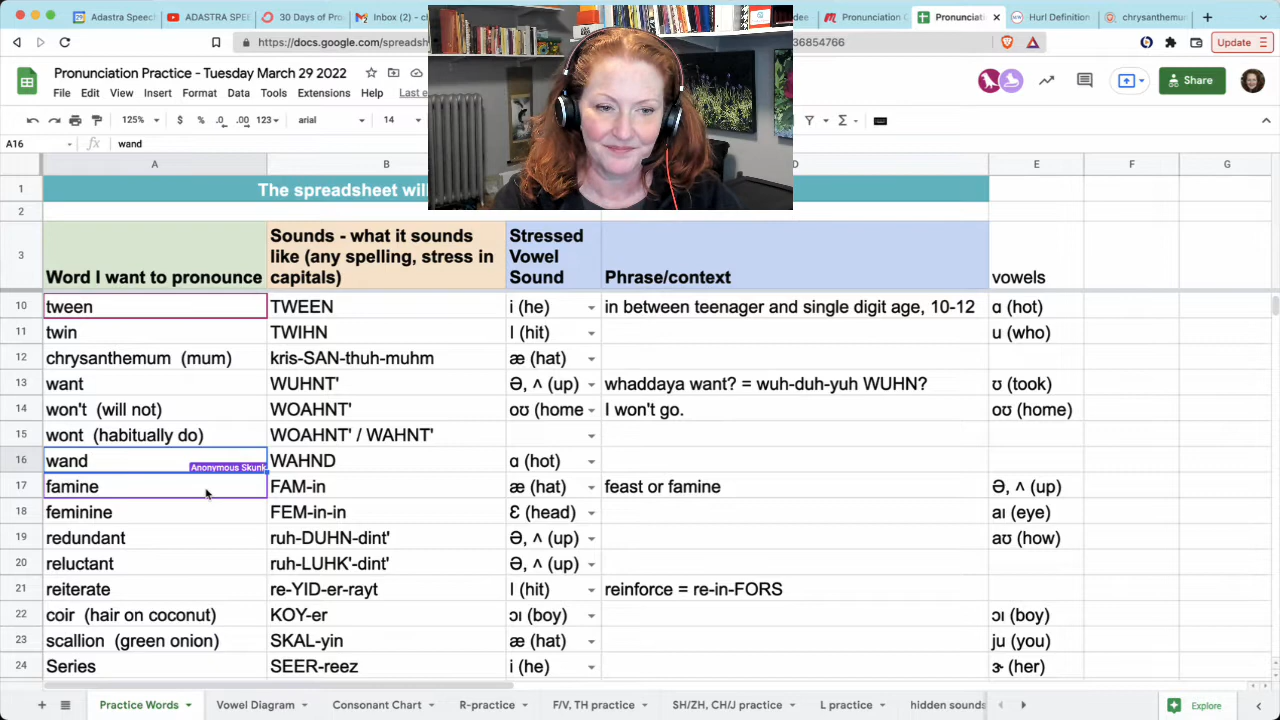 Adastra Speech
ADASTRA SPE
30 Days of Pro
Inbox (2) - r
Pronunciation P
Pronunciati
Hurl Definition
chrysanthemu
https://docs.google.com/spreadsh
36854766
Update
Pronunciation Practice - Tuesday March 29 2022
File Edit View Insert Format Data Tools Extensions Help Last e
Share
125% $ % .0 .00 123 arial 14
A16 fx wand
A B D E F G
1 The spreadsheet wil
2
3 Word I want to pronounce Sounds - what it sounds like (any spelling, stress in capitals) Stressed Vowel Sound Phrase/context vowels
10 tween TWEEN i (he) in between teenager and single digit age, 10-12 ɑ (hot)
11 twin TWIHN I (hit) u (who)
12 chrysanthemum (mum) kris-SAN-thuh-muhm æ (hat)
13 want WUHNT' Ə, ʌ (up) whaddaya want? = wuh-duh-yuh WUHN? ʊ (took)
14 won't (will not) WOAHNT' oʊ (home I won't go. oʊ (home)
15 wont (habitually do) WOAHNT' / WAHNT'
16 wand WAHND ɑ (hot)
Anonymous Skunk
17 famine FAM-in æ (hat) feast or famine Ə, ʌ (up)
18 feminine FEM-in-in Ɛ (head) aı (eye)
19 redundant ruh-DUHN-dint' Ə, ʌ (up) aʊ (how)
20 reluctant ruh-LUHK'-dint' Ə, ʌ (up)
21 reiterate re-YID-er-rayt I (hit) reinforce = re-in-FORS
22 coir (hair on coconut) KOY-er ɔı (boy) ɔı (boy)
23 scallion (green onion) SKAL-yin æ (hat) ju (you)
24 Series SEER-reez i (he) ɝ (her)
Practice Words Vowel Diagram Consonant Chart R-practice F/V, TH practice SH/ZH, CH/J practice L practice hidden sounds Explore